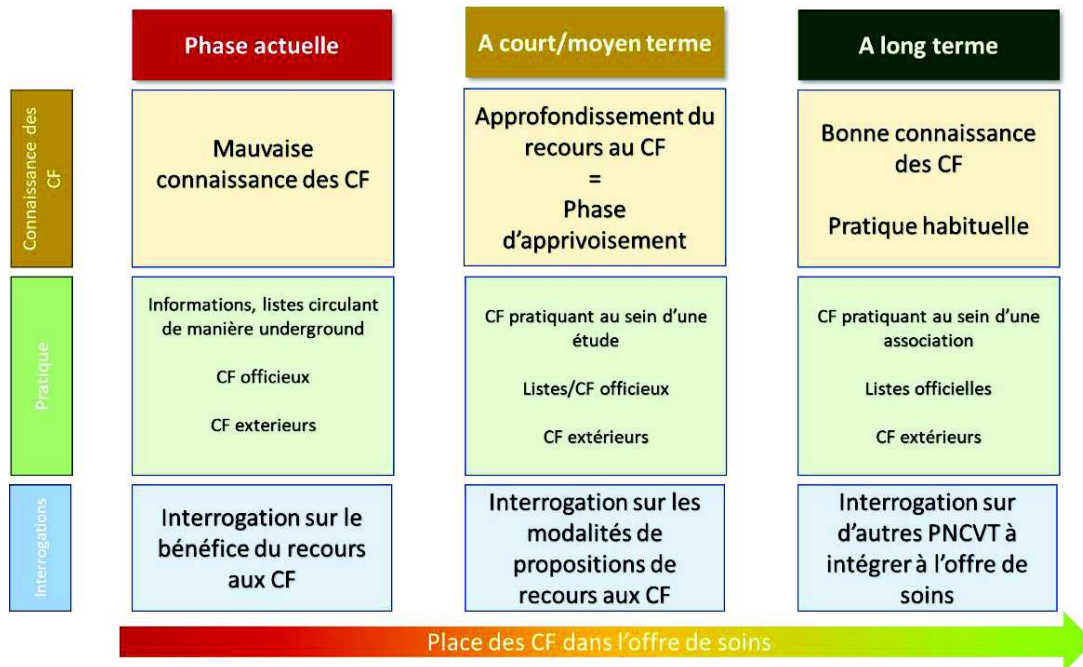 Phase actuelle
A court/moyen terme
A long terme
Connaissance des
CF
Mauvaise
connaissance des CF
Approfondissement du
recours au CF
=
Phase
d'apprivoisement
Bonne connaissance
des CF
Pratique habituelle
Pratique
Informations, listes circulant
de manière underground
CF officieux
CF exterieurs
CF pratiquant au sein d'une
étude
Listes/CF officieux
CF extérieurs
CF pratiquant au sein d'une
association
Listes officielles
CF extérieurs
Interrogations
Interrogation sur le
bénéfice du recours
aux CF
Interrogation sur les
modalités de
propositions de
recours aux CF
Interrogation sur
d'autres PNCVT à
intégrer à l'offre de
soins
Place des CF dans l'offre de soins